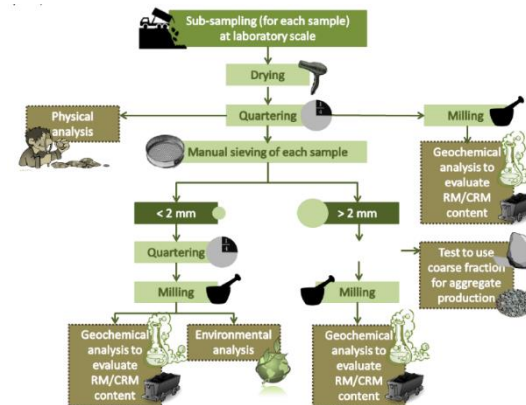 Sub-sampling (for each sample)
at laboratory scale
Drying
Physical
analysis
Quartering
Milling
Manual sieving of each sample
Geochemical
analysis to
evaluate
RM/CRM
content
< 2 mm
> 2 mm
Quartering
Test to use
coarse fraction
for aggregate
production
Milling
Milling
Geochemical
analysis to
evaluate
RM/CRM
content
Environmental
analysis
Geochemical
analysis to
evaluate
RM/CRM
content